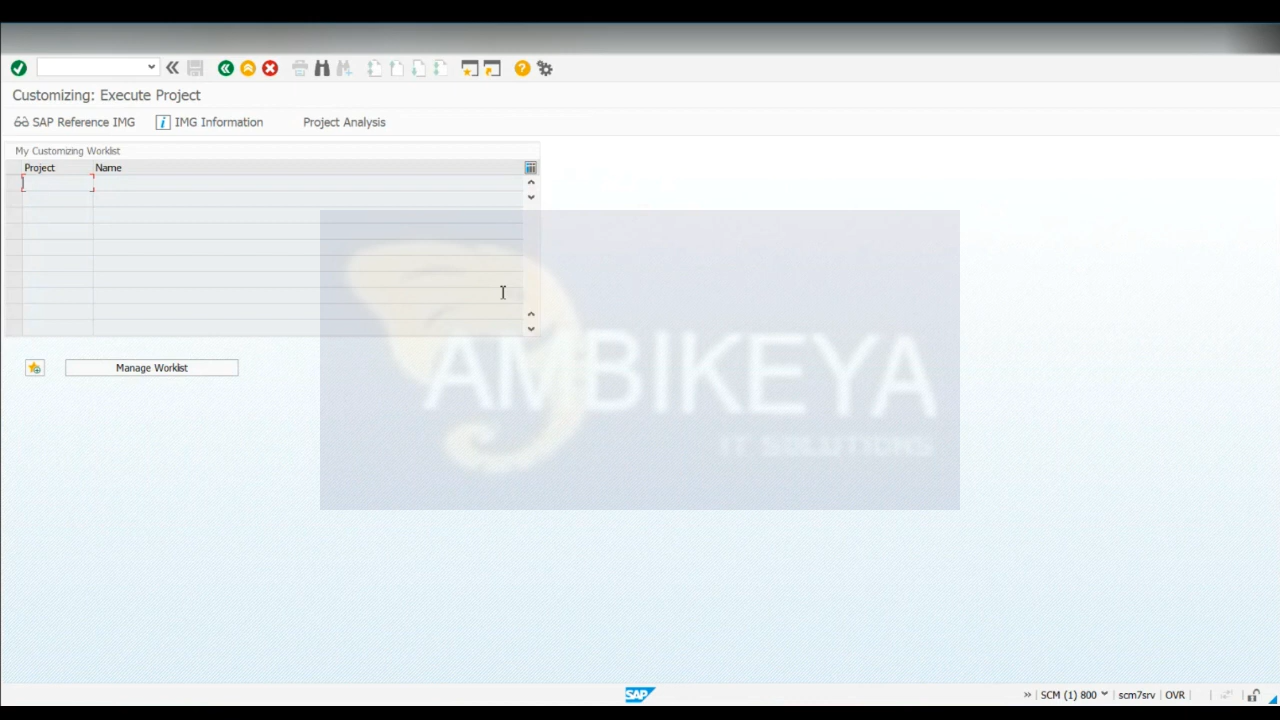 Customizing: Execute Project
SAP Reference IMG
i IMG Information
Project Analysis
My Customizing Worklist
Project Name
Manage Worklist
AMBIKEYA
IT SOLUTIONS
SAP
SCM (1) 800
scm7srv
OVR